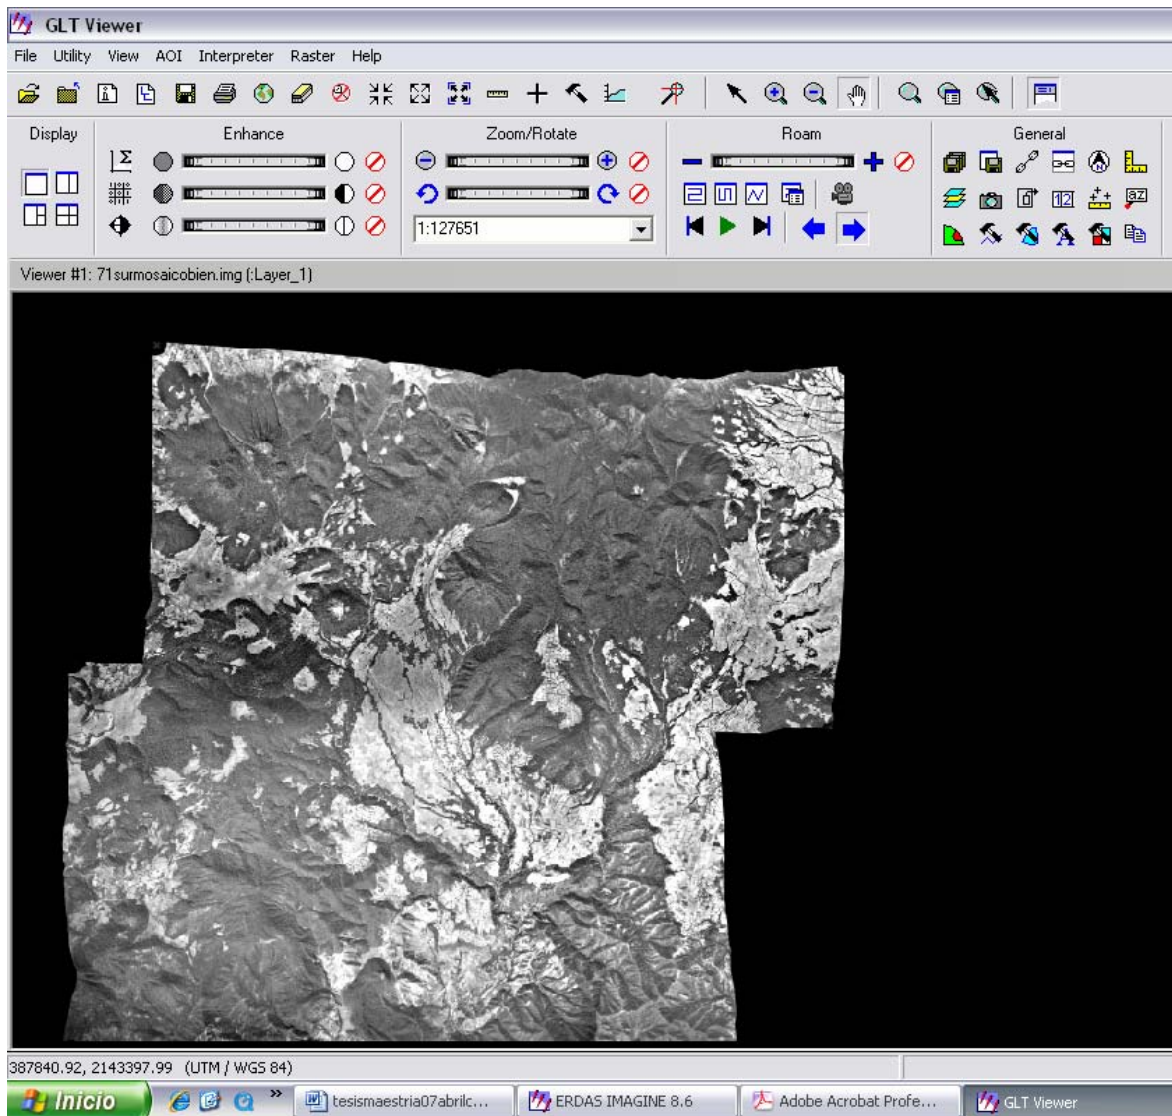 GLT Viewer
File Utility View AOI Interpreter Raster Help
Display Enhance Zoom/Rotate Roam General
1:127651
Viewer #1: 71surmosaicobien.img (:Layer_1)
387840.92, 2143397.99 (UTM / WGS 84)
Inicio » tesismaestria07abrilc... ERDAS IMAGINE 8.6 Adobe Acrobat Profe... GLT Viewer